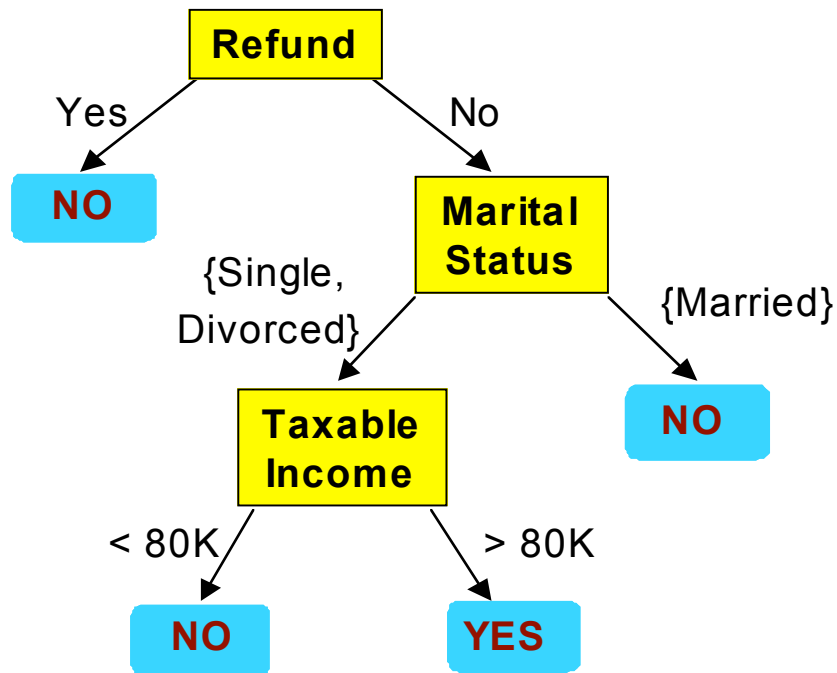 Refund
Yes
No
NO
Marital
Status
{Single,
Divorced}
{Married}
Taxable
Income
NO
< 80K
> 80K
NO
YES